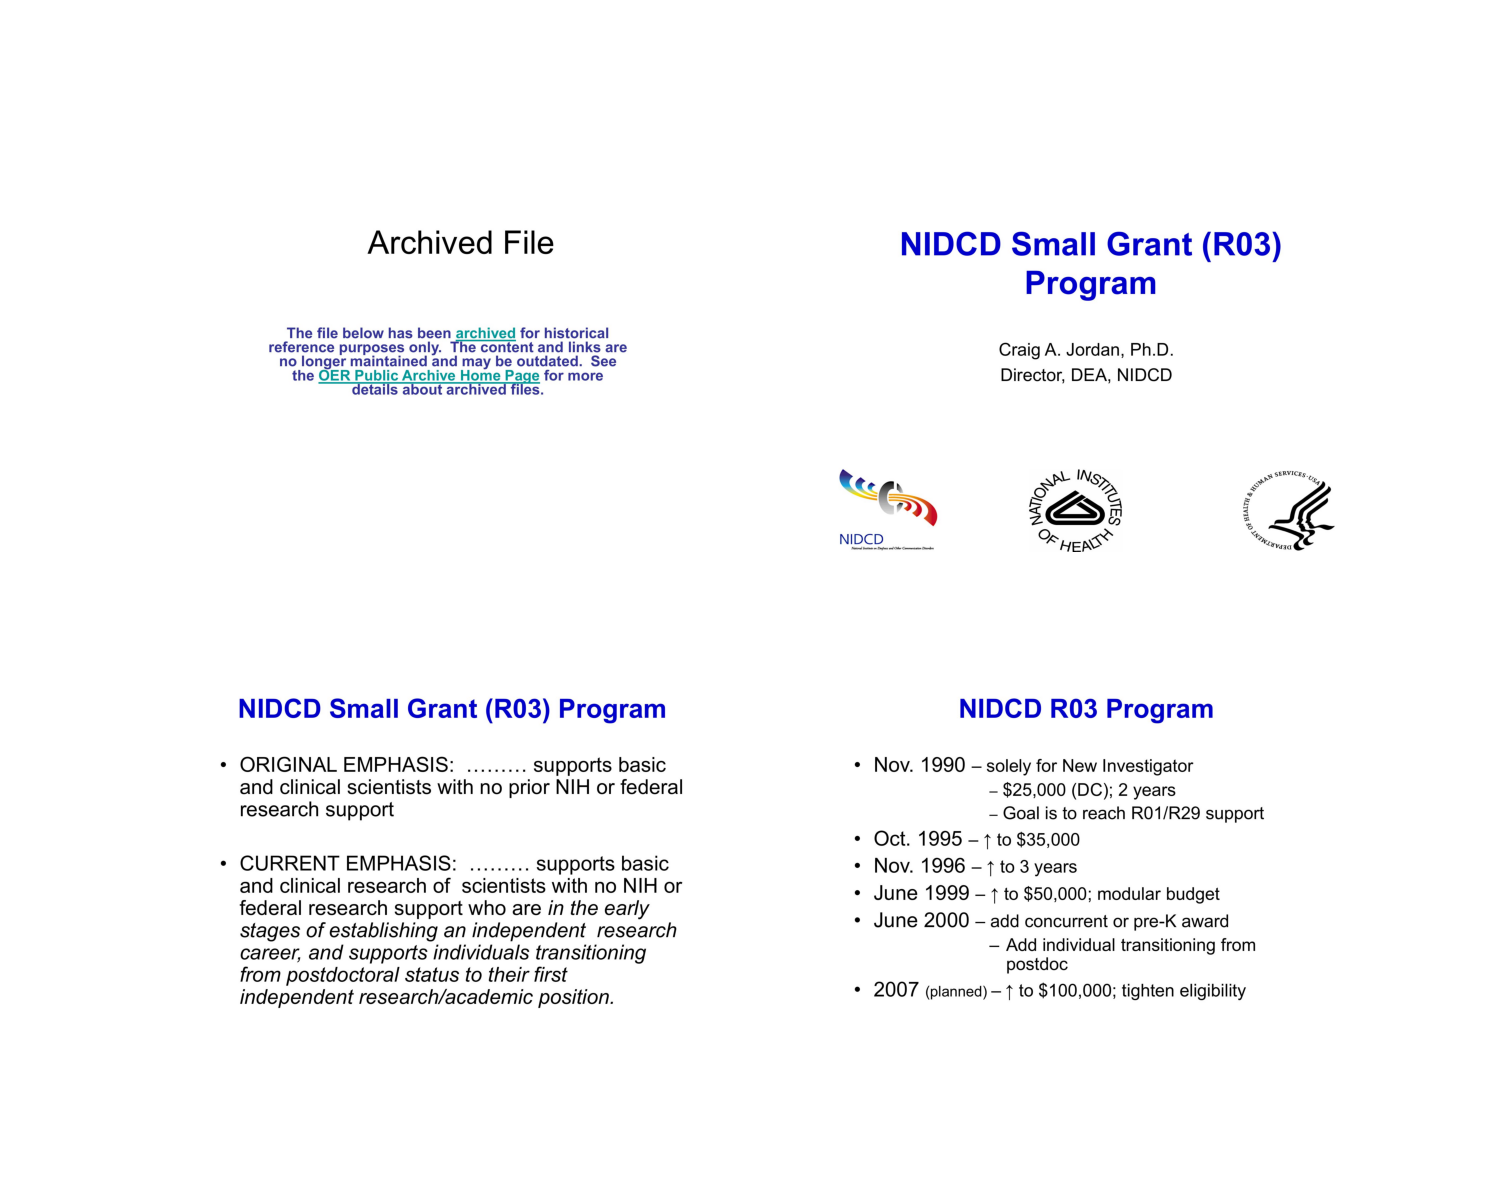 Archived File
The file below has been archived for historical
reference purposes only. The content and links are
no longer maintained and may be outdated. See
the OER Public Archive Home Page for more
details about archived files.
NIDCD Small Grant (R03)
Program
Craig A. Jordan, Ph.D.
Director, DEA, NIDCD
NIDCD
National Institute on Deafness and Other Communication Disorders
NATIONAL INSTITUTES
OF HEALTH
DEPARTMENT OF HEALTH & HUMAN SERVICES · USA
NIDCD Small Grant (R03) Program
• ORIGINAL EMPHASIS: ……… supports basic
and clinical scientists with no prior NIH or federal
research support
• CURRENT EMPHASIS: ……… supports basic
and clinical research of scientists with no NIH or
federal research support who are in the early
stages of establishing an independent research
career, and supports individuals transitioning
from postdoctoral status to their first
independent research/academic position.
NIDCD R03 Program
• Nov. 1990 – solely for New Investigator
– $25,000 (DC); 2 years
– Goal is to reach R01/R29 support
• Oct. 1995 – ↑ to $35,000
• Nov. 1996 – ↑ to 3 years
• June 1999 – ↑ to $50,000; modular budget
• June 2000 – add concurrent or pre-K award
– Add individual transitioning from
postdoc
• 2007 (planned) – ↑ to $100,000; tighten eligibility